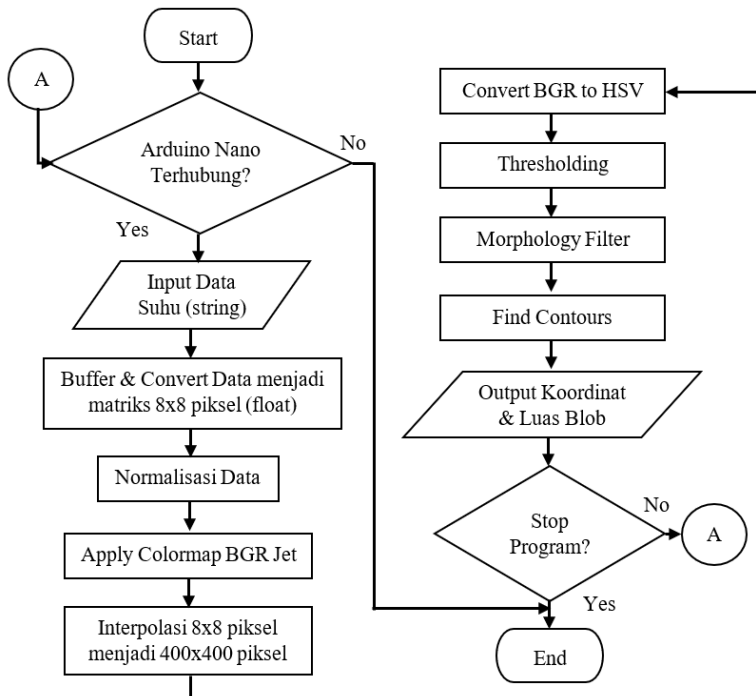 Start
A
Arduino Nano
Terhubung?
No
Yes
Input Data
Suhu (string)
Buffer & Convert Data menjadi
matriks 8x8 piksel (float)
Normalisasi Data
Apply Colormap BGR Jet
Interpolasi 8x8 piksel
menjadi 400x400 piksel
Convert BGR to HSV
Thresholding
Morphology Filter
Find Contours
Output Koordinat
& Luas Blob
Stop
Program?
No
A
Yes
End